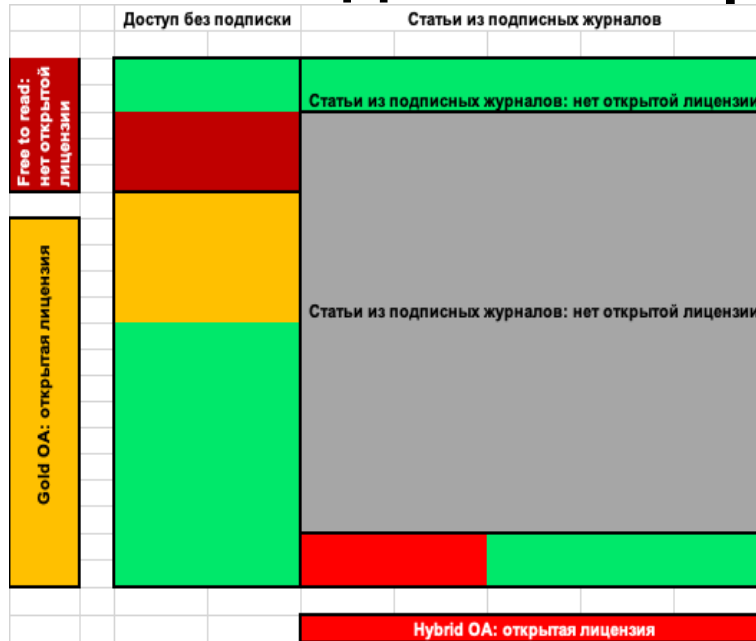 Доступ без подписки
Статьи из подписных журналов
Free to read:
нет открытой
лицензии
Статьи из подписных журналов: нет открытой лицензии
Gold OA: открытая лицензия
Статьи из подписных журналов: нет открытой лицензии
Hybrid OA: открытая лицензия